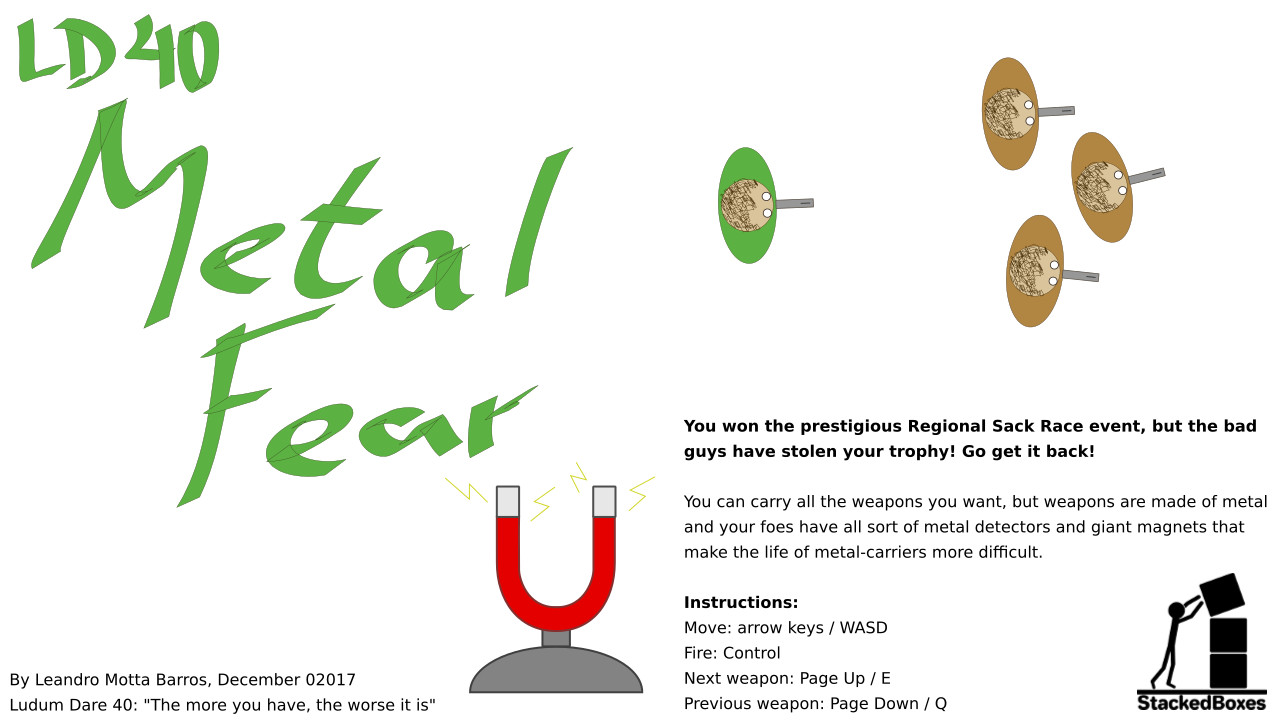 LD 40
Metal
Fear
By Leandro Motta Barros, December 02017
Ludum Dare 40: "The more you have, the worse it is"
You won the prestigious Regional Sack Race event, but the bad
guys have stolen your trophy! Go get it back!
You can carry all the weapons you want, but weapons are made of metal
and your foes have all sort of metal detectors and giant magnets that
make the life of metal-carriers more difficult.
Instructions:
Move: arrow keys / WASD
Fire: Control
Next weapon: Page Up / E
Previous weapon: Page Down / Q
StackedBoxes